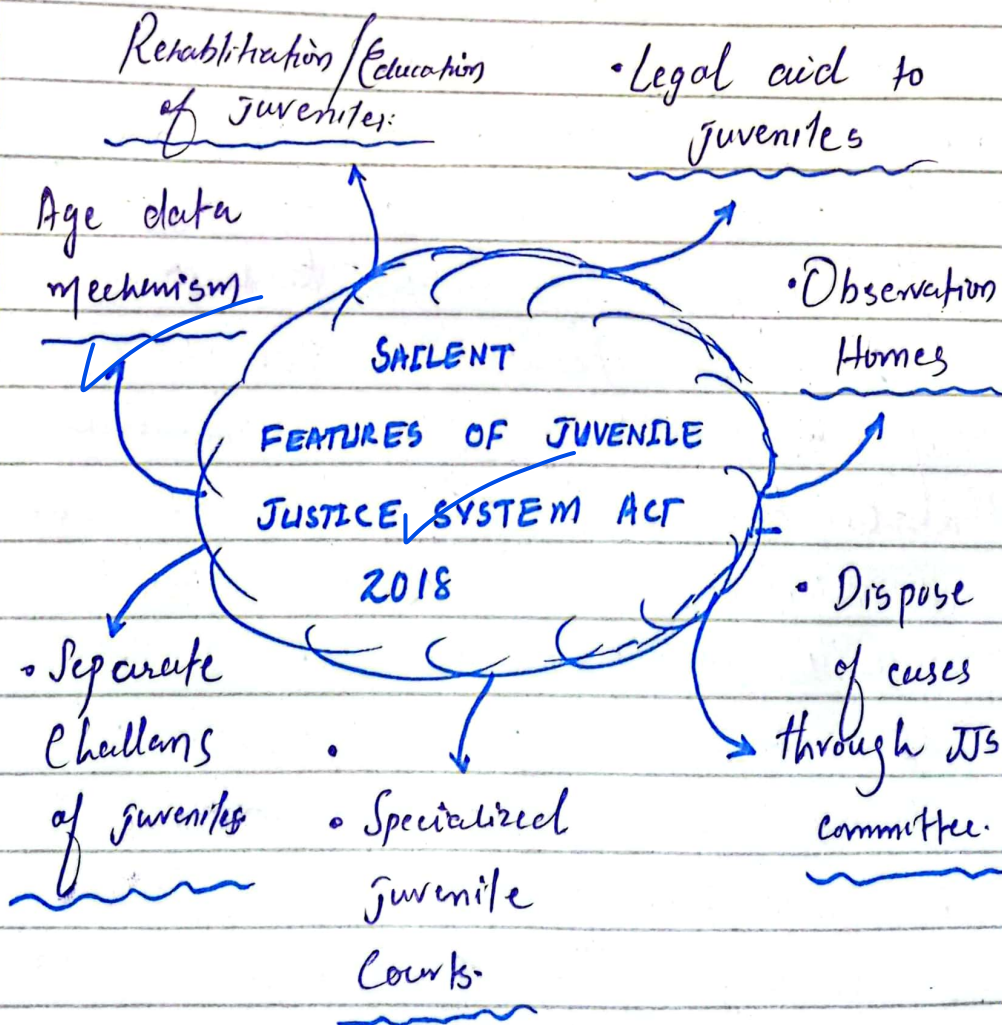 Rehablitation/Education
of juveniles:
• Legal aid to
juveniles
Age data
mechenism
• Observation
Homes
SAILENT
FEATURES OF JUVENILE
JUSTICE SYSTEM ACT
2018
• Dispose
of cases
through JJS
committee.
• Separate
Challans
of juveniles
• Specialized
juvenile
Courts.